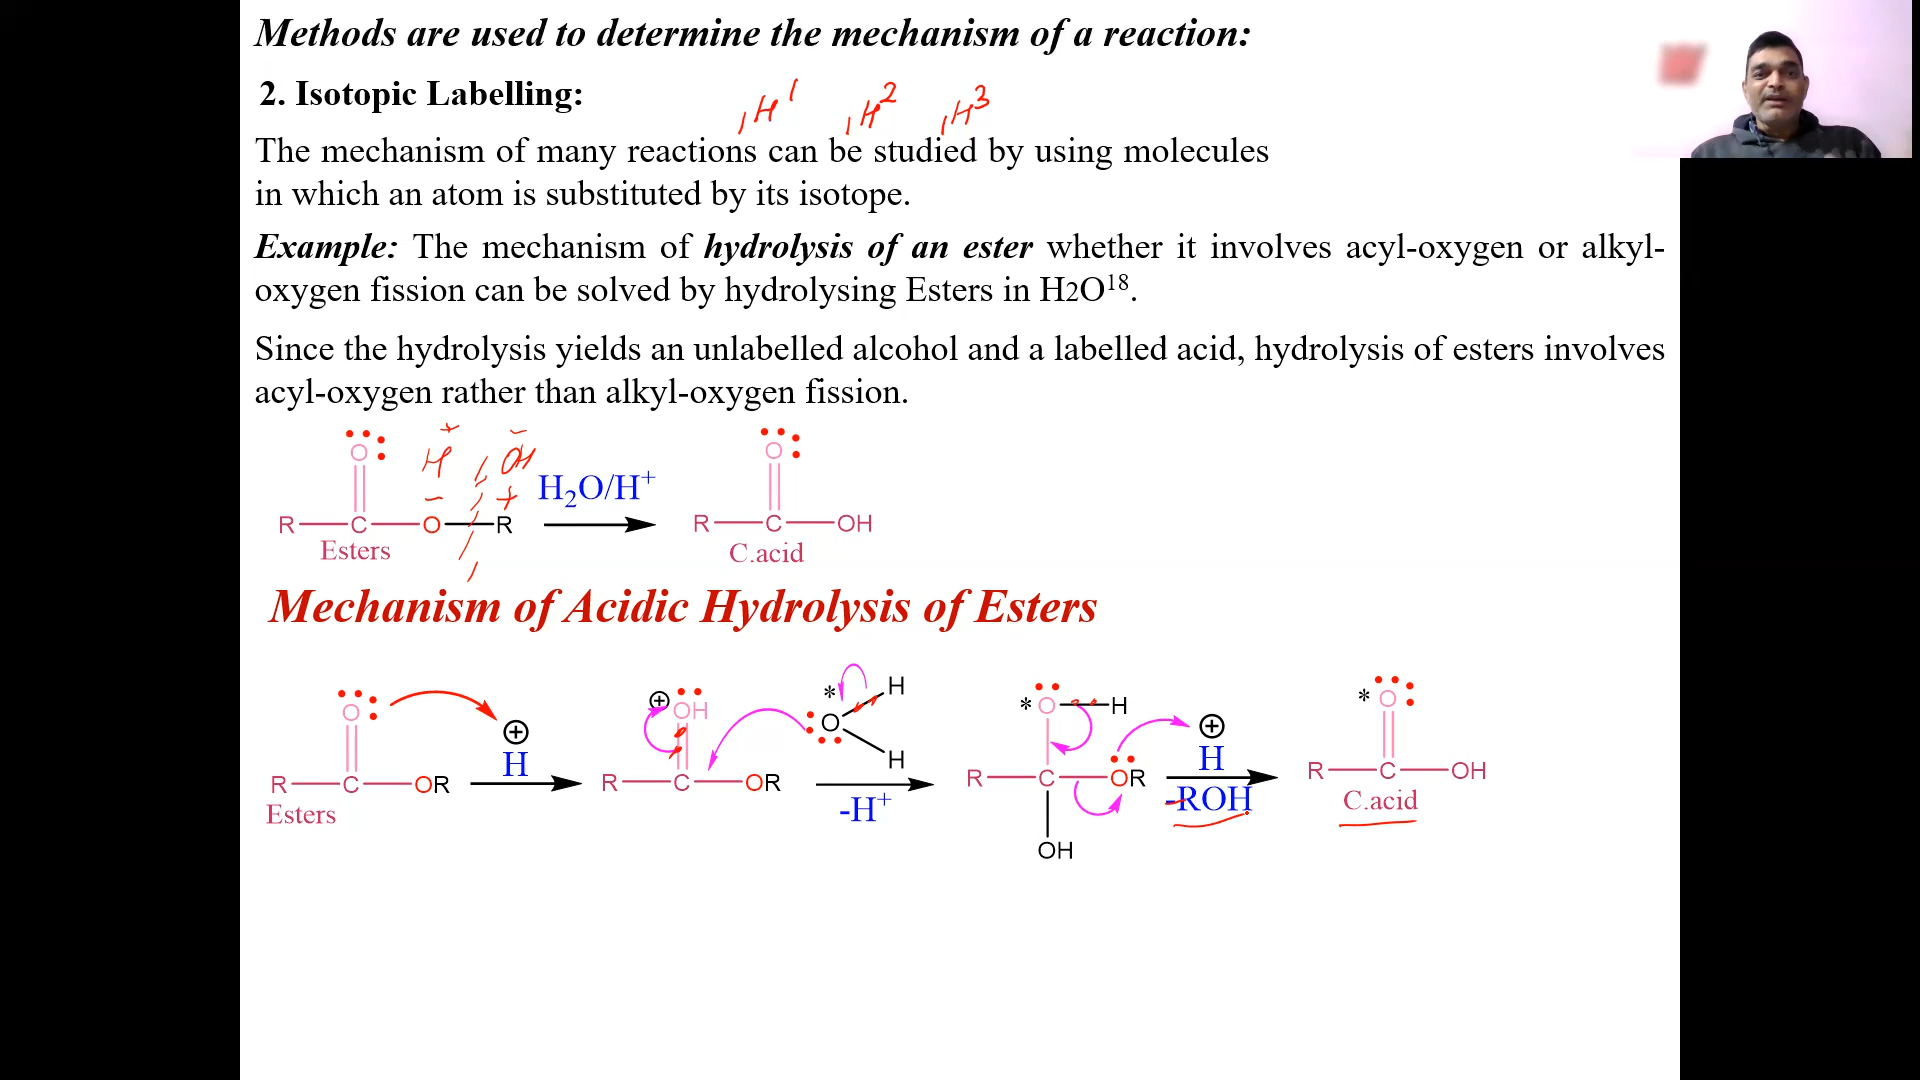 Methods are used to determine the mechanism of a reaction:
2. Isotopic Labelling:
₁H¹ ₁H² ₁H³
The mechanism of many reactions can be studied by using molecules
in which an atom is substituted by its isotope.
Example: The mechanism of hydrolysis of an ester whether it involves acyl-oxygen or alkyl-
oxygen fission can be solved by hydrolysing Esters in H2O¹⁸.
Since the hydrolysis yields an unlabelled alcohol and a labelled acid, hydrolysis of esters involves
acyl-oxygen rather than alkyl-oxygen fission.
O H⁺ OH⁻ O
H₂O/H⁺
R C O⁻ R⁺ R C OH
Esters C.acid
Mechanism of Acidic Hydrolysis of Esters
O ⊕ H ⊕ OH * O H H * O H ⊕ H * O
R C OR R C OR -H⁺ R C OR -ROH R C OH
Esters OH C.acid